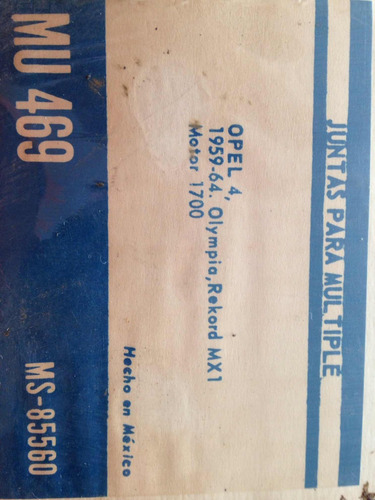 JUNTAS PARA MULTIPLE
OPEL 4,
1959-64. Olympia, Rekord MX1
Motor 1700
Hecho en México
MU 469
MS-85560